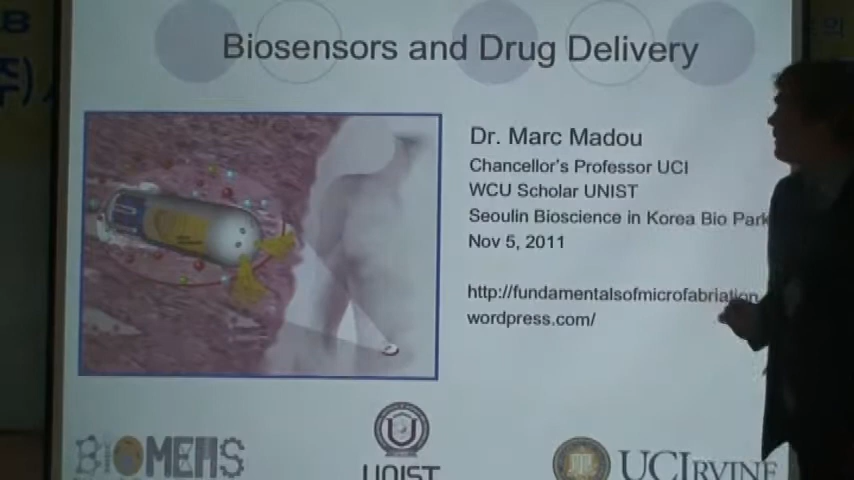 Biosensors and Drug Delivery
Dr. Marc Madou
Chancellor's Professor UCI
WCU Scholar UNIST
Seoulin Bioscience in Korea Bio Park
Nov 5, 2011
http://fundamentalsofmicrofabriation
wordpress.com/
BIOMEMS
UNIST
UCIRVINE